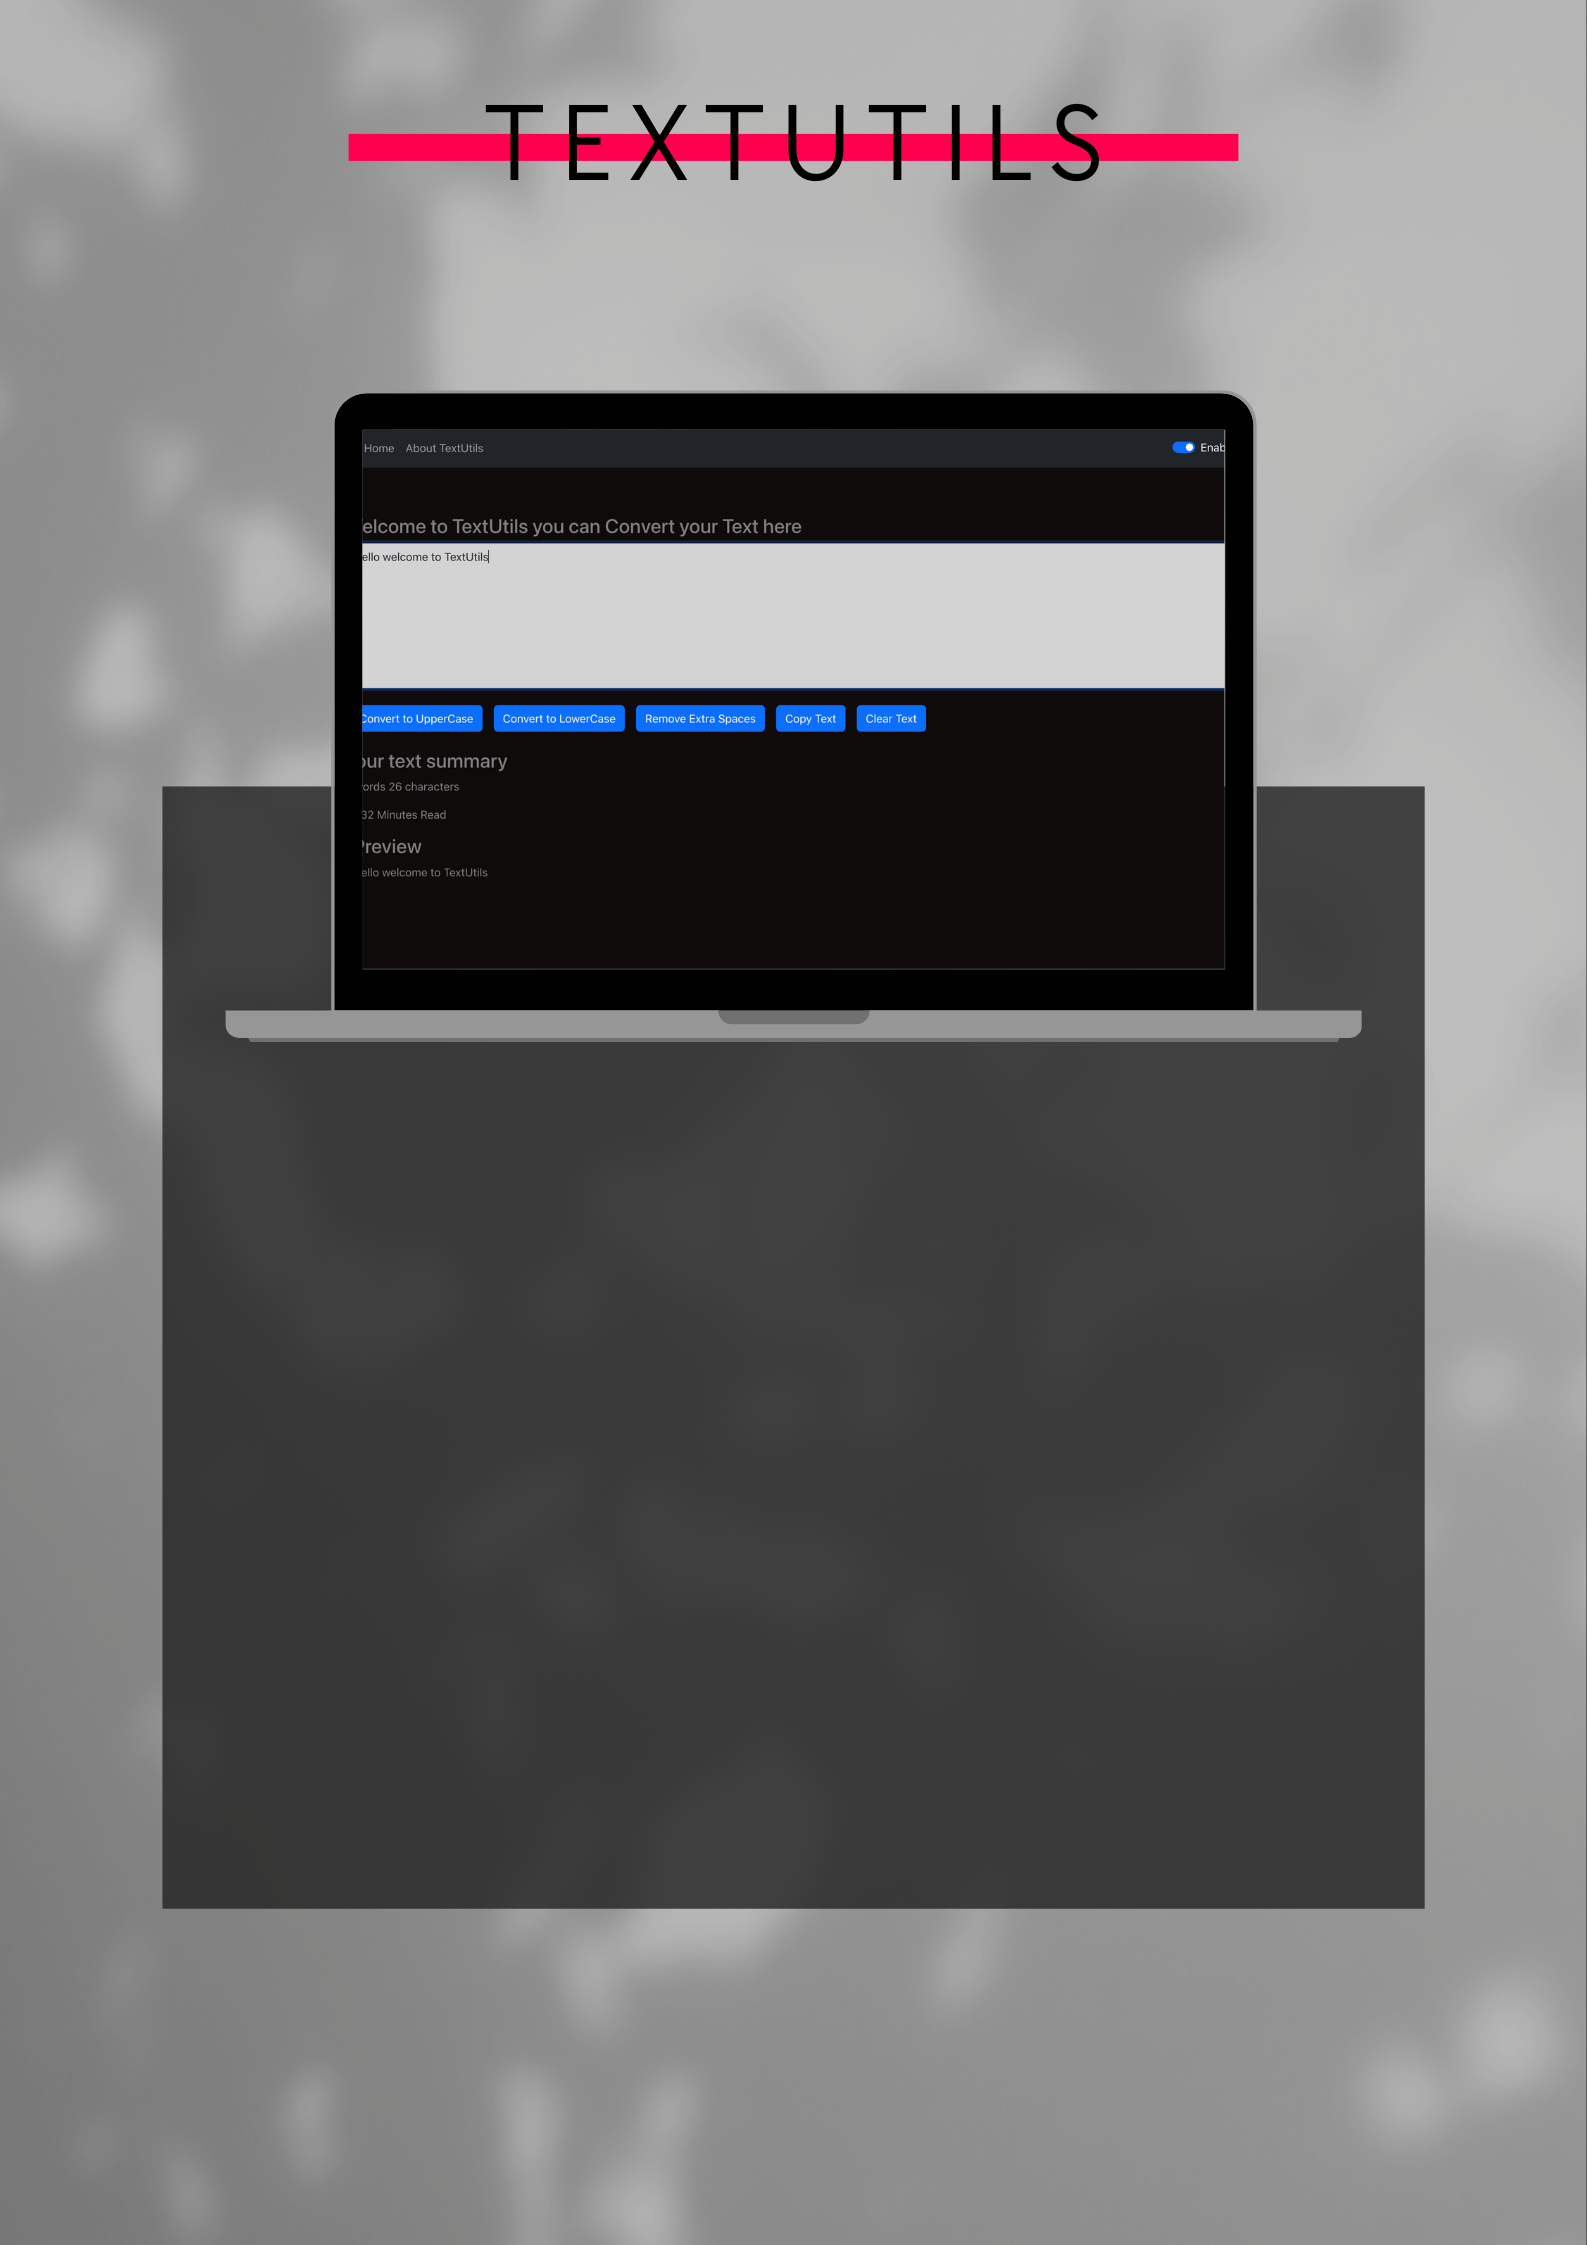 TEXTUTILS
Home About TextUtils Enab
elcome to TextUtils you can Convert your Text here
ello welcome to TextUtils
Convert to UpperCase Convert to LowerCase Remove Extra Spaces Copy Text Clear Text
our text summary
ords 26 characters
32 Minutes Read
Preview
ello welcome to TextUtils